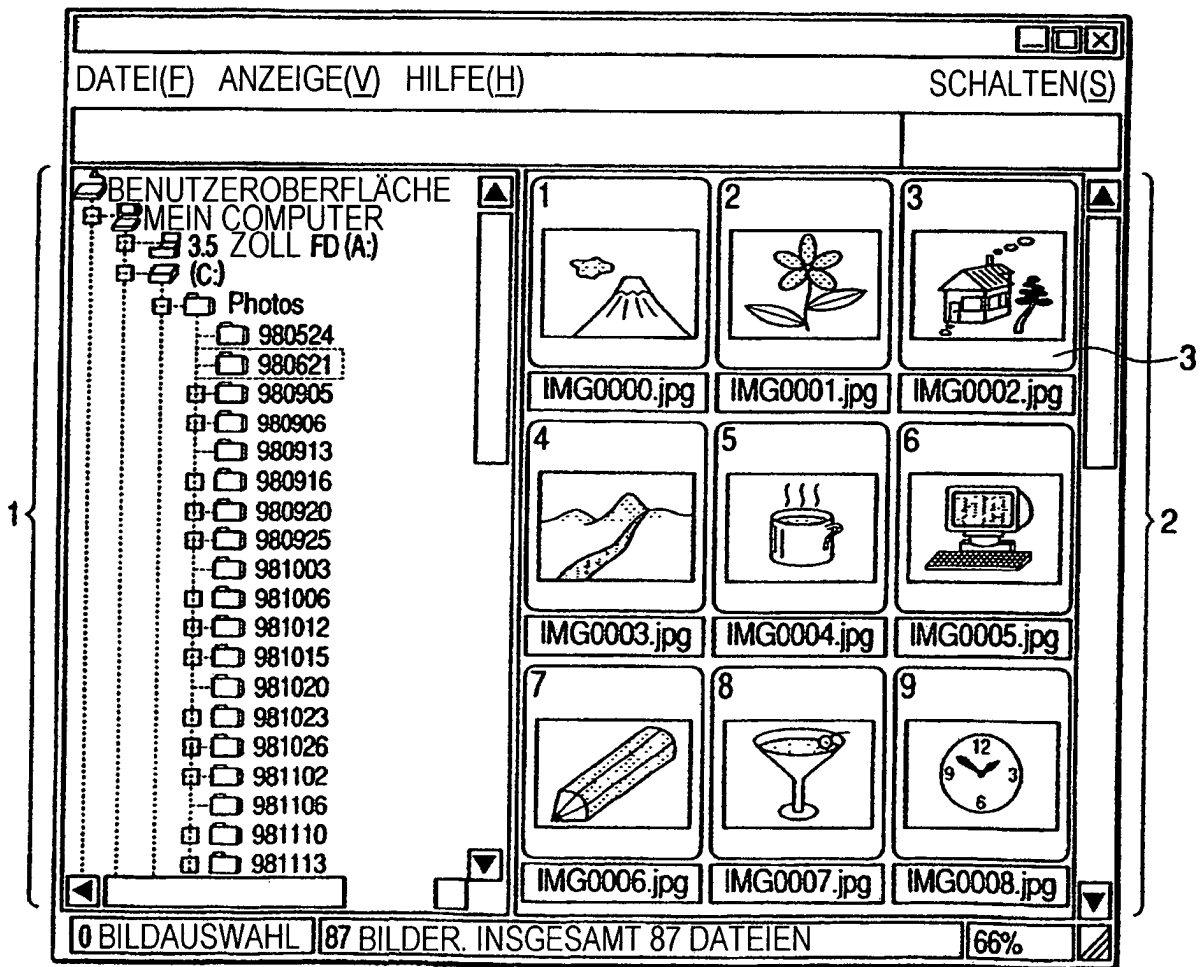 DATEI(F) ANZEIGE(V) HILFE(H) SCHALTEN(S)
1
BENUTZEROBERFLÄCHE
MEIN COMPUTER
3.5 ZOLL FD (A:)
(C:)
Photos
980524
980621
980905
980906
980913
980916
980920
980925
981003
981006
981012
981015
981020
981023
981026
981102
981106
981110
981113
1 2 3
3
IMG0000.jpg IMG0001.jpg IMG0002.jpg
4 5 6
2
IMG0003.jpg IMG0004.jpg IMG0005.jpg
7 8 9
12
9 3
6
IMG0006.jpg IMG0007.jpg IMG0008.jpg
0 BILDAUSWAHL 87 BILDER. INSGESAMT 87 DATEIEN 66%